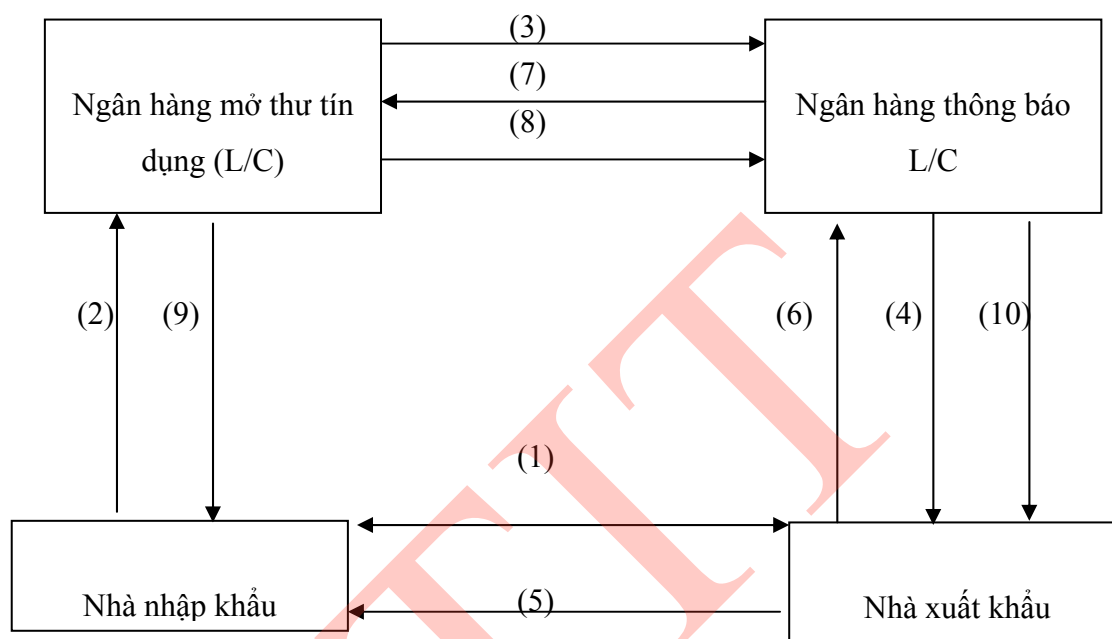 (3)
(7)
Ngân hàng mở thư tín
dụng (L/C)
Ngân hàng thông báo
L/C
(8)
(2)
(9)
(6)
(4)
(10)
(1)
Nhà nhập khẩu
(5)
Nhà xuất khẩu
TIT